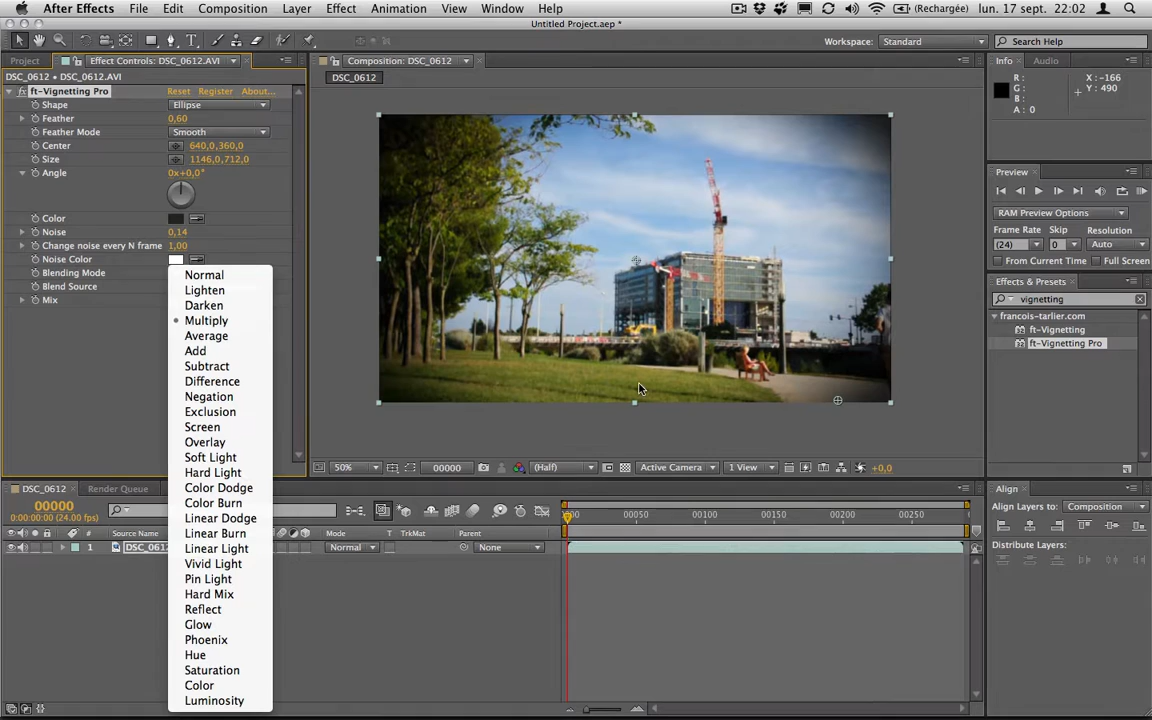 After Effects File Edit Composition Layer Effect Animation View Window Help (Rechargée) lun. 17 sept. 22:02
Untitled Project.aep *
Workspace: Standard Search Help
Project Effect Controls: DSC_0612.AVI Composition: DSC_0612 Info Audio
DSC_0612 • DSC_0612.AVI DSC_0612
R: X: -166
G: Y: 490
B:
A: 0
fx ft-Vignetting Pro Reset Register About...
Shape Ellipse
Feather 0,60
Feather Mode Smooth
Center 640,0,360,0
Size 1146,0,712,0
Angle 0x+0,0°
Color
Noise 0,14
Change noise every N frame 1,00
Noise Color
Blending Mode
Blend Source
Mix
Normal
Lighten
Darken
Multiply
Average
Add
Subtract
Difference
Negation
Exclusion
Screen
Overlay
Soft Light
Hard Light
Color Dodge
Color Burn
Linear Dodge
Linear Burn
Linear Light
Vivid Light
Pin Light
Hard Mix
Reflect
Glow
Phoenix
Hue
Saturation
Color
Luminosity
Preview
RAM Preview Options
Frame Rate Skip Resolution
(24) 0 Auto
From Current Time Full Screen
Effects & Presets
vignetting
francois-tarlier.com
32 ft-Vignetting
32 ft-Vignetting Pro
50% 00000 (Half) Active Camera 1 View +0,0
DSC_0612 Render Queue
00000
0:00:00:00 (24.00 fps)
00050 00100 00150 00200 00250
# Source Name Mode T TrkMat Parent
1 DSC_0612 Normal None
Align
Align Layers to: Composition
Distribute Layers: